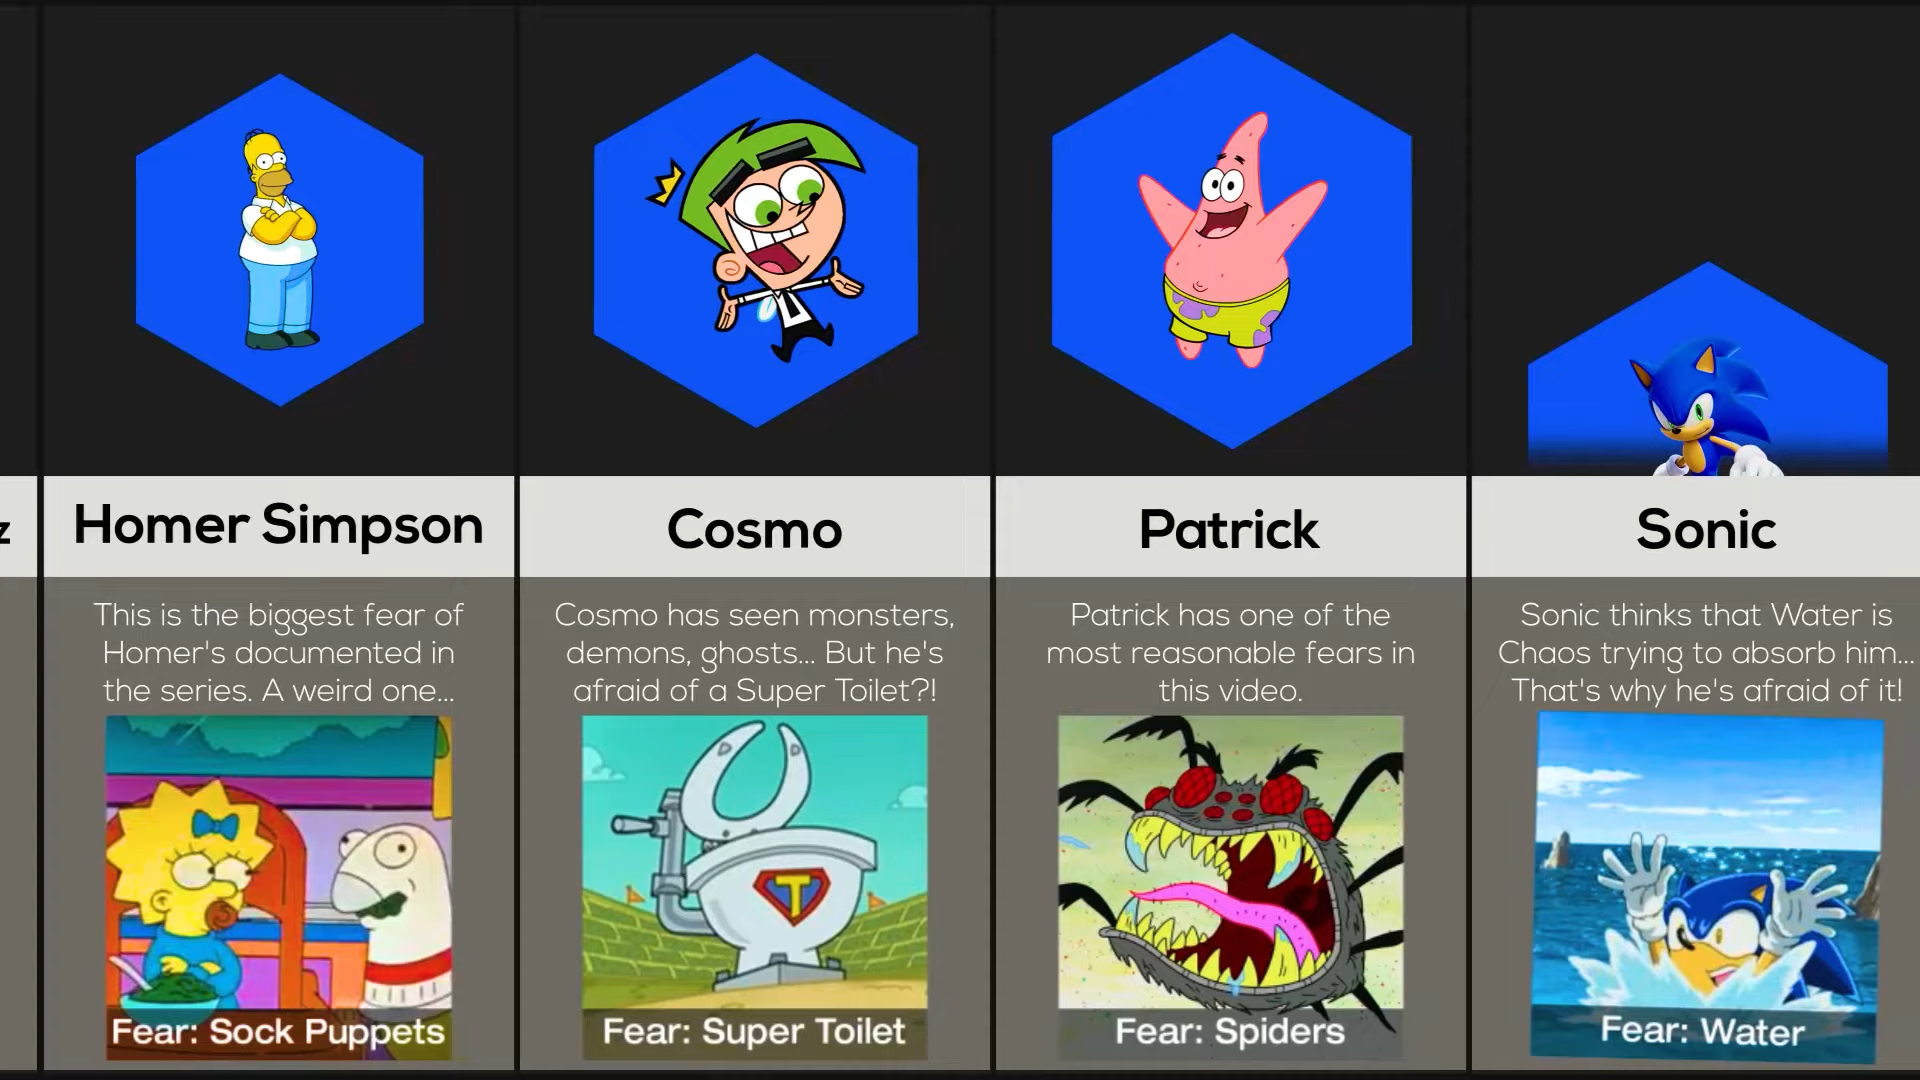 z
Homer Simpson
This is the biggest fear of
Homer's documented in
the series. A weird one...
Fear: Sock Puppets
Cosmo
Cosmo has seen monsters,
demons, ghosts... But he's
afraid of a Super Toilet?!
T
Fear: Super Toilet
Patrick
Patrick has one of the
most reasonable fears in
this video.
Fear: Spiders
Sonic
Sonic thinks that Water is
Chaos trying to absorb him...
That's why he's afraid of it!
Fear: Water